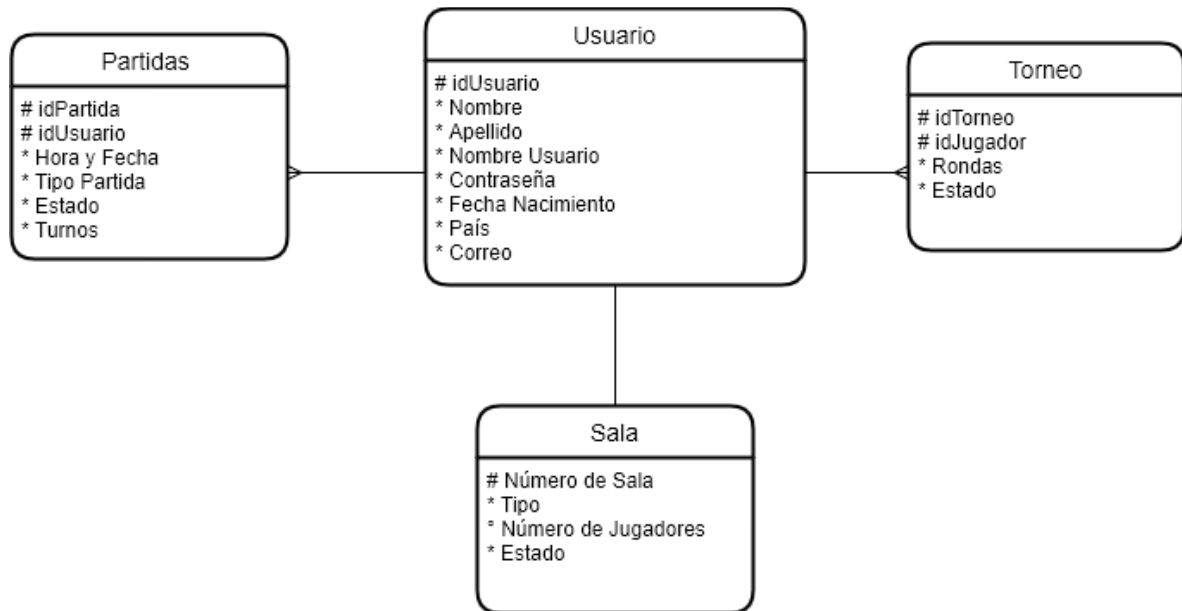 Partidas
# idPartida
# idUsuario
* Hora y Fecha
* Tipo Partida
* Estado
* Turnos
Usuario
# idUsuario
* Nombre
* Apellido
* Nombre Usuario
* Contraseña
* Fecha Nacimiento
* País
* Correo
Torneo
# idTorneo
# idJugador
* Rondas
* Estado
Sala
# Número de Sala
* Tipo
° Número de Jugadores
* Estado